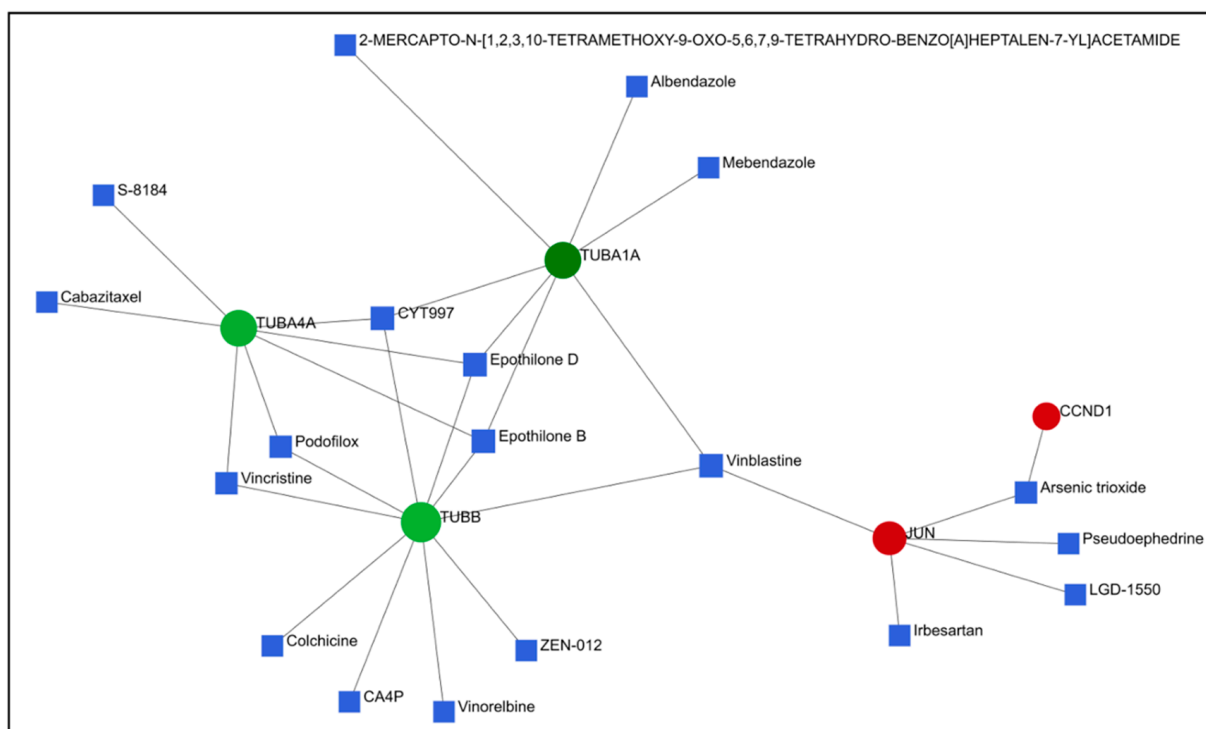 2-MERCAPTO-N-[1,2,3,10-TETRAMETHOXY-9-OXO-5,6,7,9-TETRAHYDRO-BENZO[A]HEPTALEN-7-YL]ACETAMIDE
Albendazole
Mebendazole
S-8184
TUBA1A
Cabazitaxel
CYT997
TUBA4A
Epothilone D
CCND1
Epothilone B
Podofilox
Vinblastine
Vincristine
Arsenic trioxide
TUBB
JUN
Pseudoephedrine
LGD-1550
Irbesartan
Colchicine
ZEN-012
CA4P
Vinorelbine